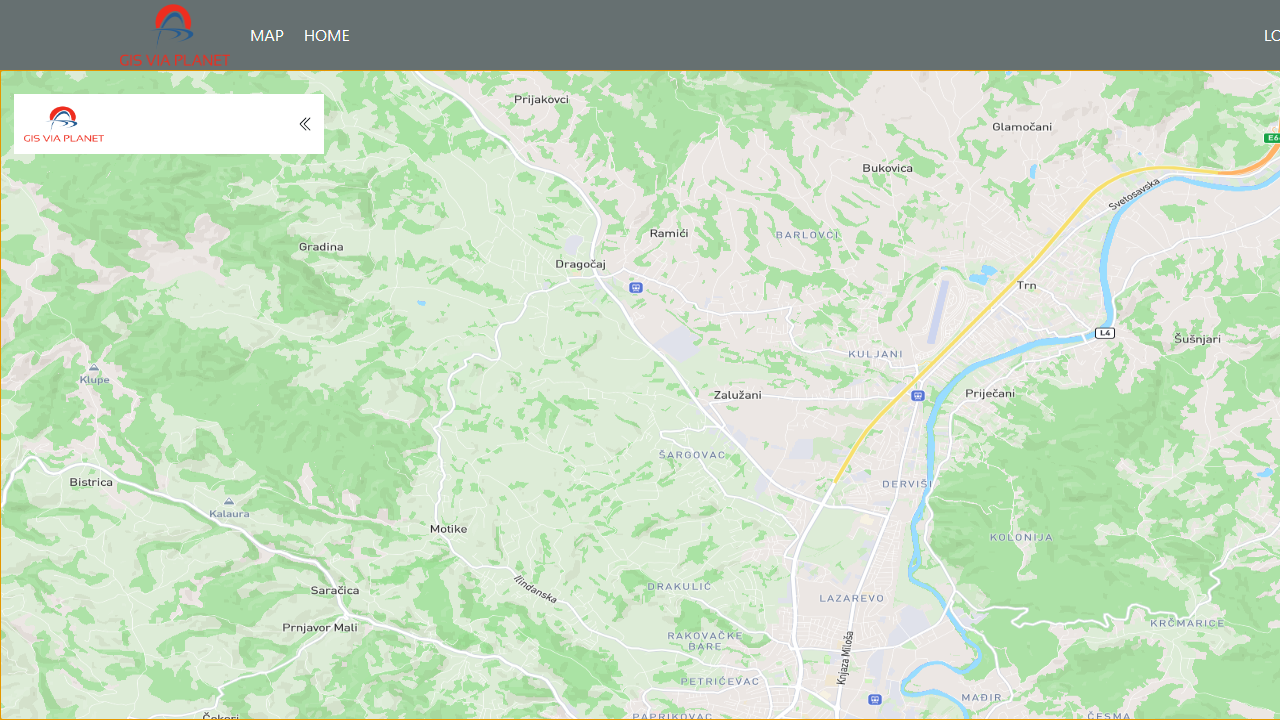 GIS VIA PLANET
MAP
HOME
LO
GIS VIA PLANET
Prijakovci
Glamočani
E6
Bukovica
Svetosavska
Ramići
BARLOVCI
Gradina
Dragočaj
Trn
L4
Šušnjari
KULJANI
Klupe
Zalužani
Priječani
ŠARGOVAC
Bistrica
DERVIŠI
Kalaura
Motike
KOLONIJA
Ilindanska
DRAKULIĆ
Saračica
LAZAREVO
Prnjavor Mali
KRČMARICE
RAKOVAČKE
BARE
Knjaza Miloša
PETRIĆEVAC
MAĐIR
Čokori
PAPRIKOVAC
ČESMA